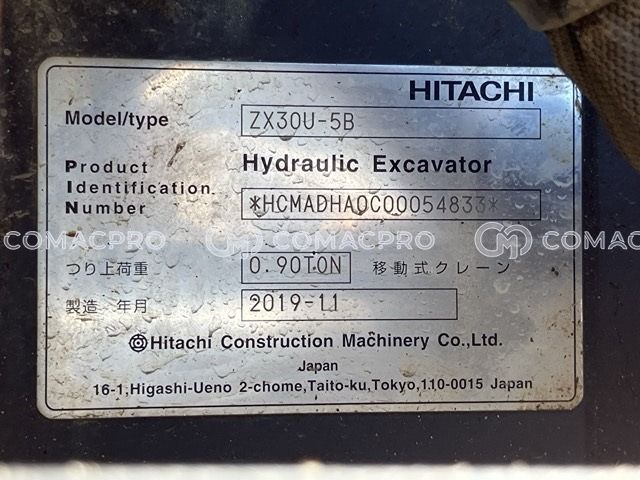 HITACHI
Model/type ZX30U-5B
Product Hydraulic Excavator
Identification
Number *HCMADHA0C00054833*
COMACPRO COMACPRO COMACPRO
つり上荷重 0.90TON 移動式クレーン
製造 年月 2019-11
Hitachi Construction Machinery Co.,Ltd.
Japan
16-1,Higashi-Ueno 2-chome,Taito-ku,Tokyo,110-0015 Japan